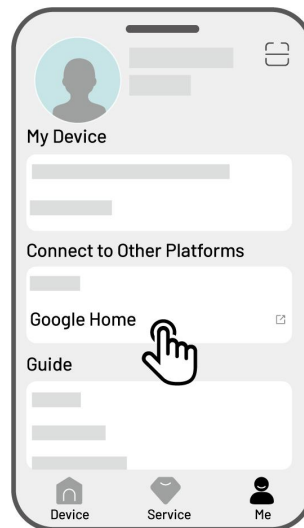 My Device
Connect to Other Platforms
Google Home
Guide
Device Service Me